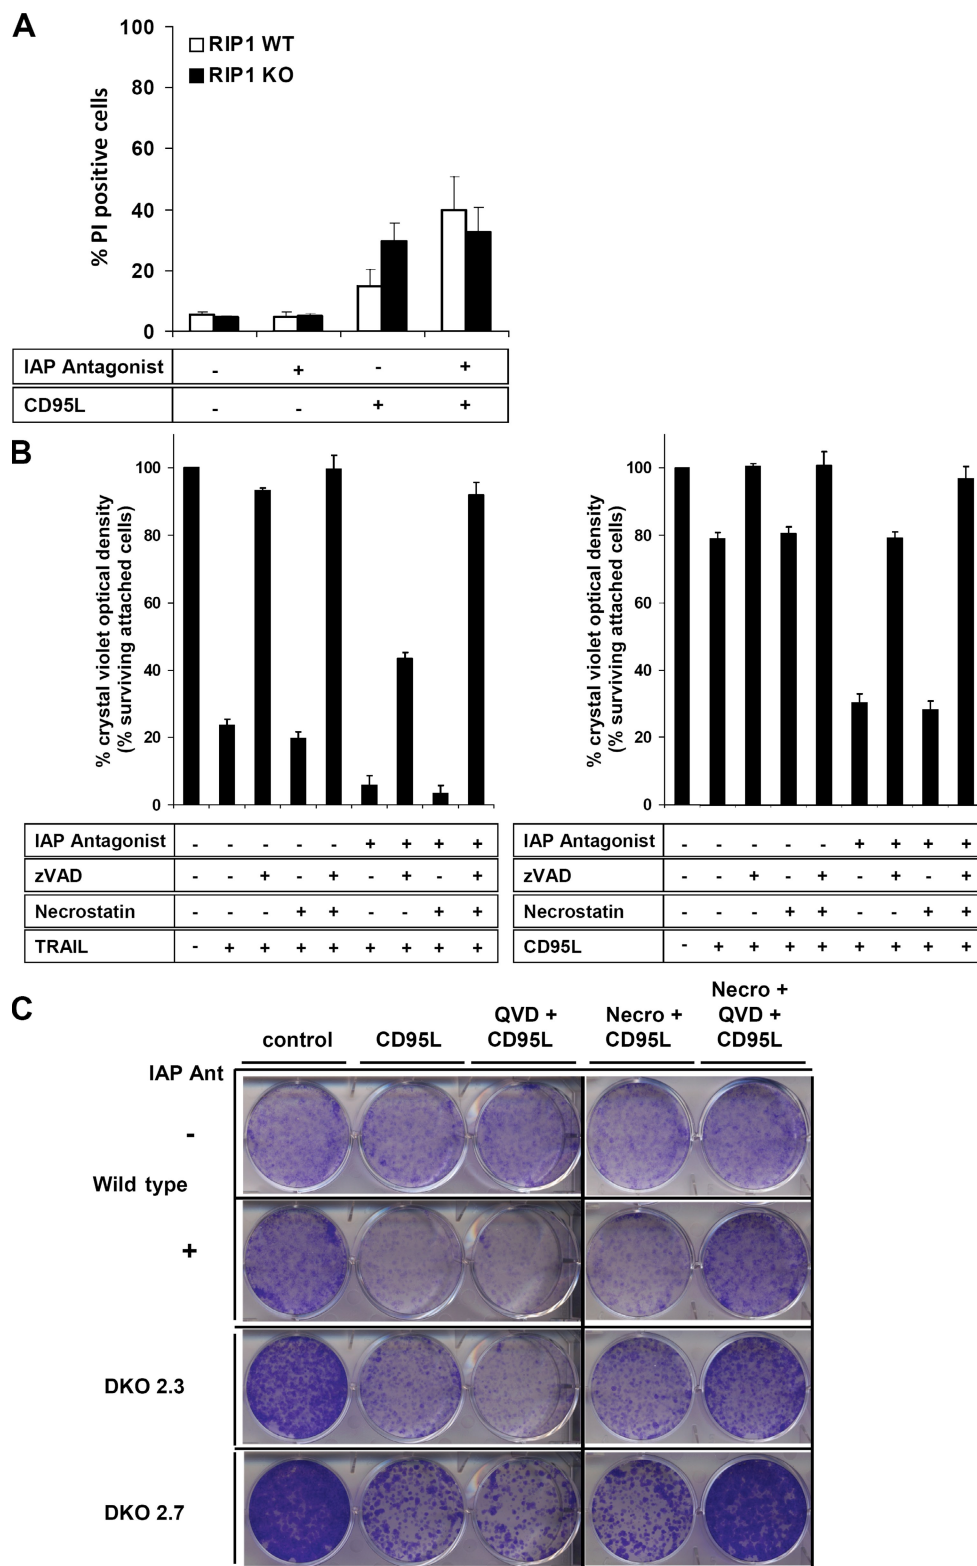 A
100
80
60
40
20
0
% PI positive cells
RIP1 WT
RIP1 KO
IAP Antagonist - + - +
CD95L - - + +
B
100
80
60
40
20
0
% crystal violet optical density
(% surviving attached cells)
IAP Antagonist - - - - - + + + +
zVAD - - + - + - + - +
Necrostatin - - - + + - - + +
TRAIL - + + + + + + + +
100
80
60
40
20
0
% crystal violet optical density
(% surviving attached cells)
IAP Antagonist - - - - - + + + +
zVAD - - + - + - + - +
Necrostatin - - - + + - - + +
CD95L - + + + + + + + +
C
control
CD95L
QVD +
CD95L
Necro +
CD95L
Necro +
QVD +
CD95L
IAP Ant
-
Wild type
+
DKO 2.3
DKO 2.7